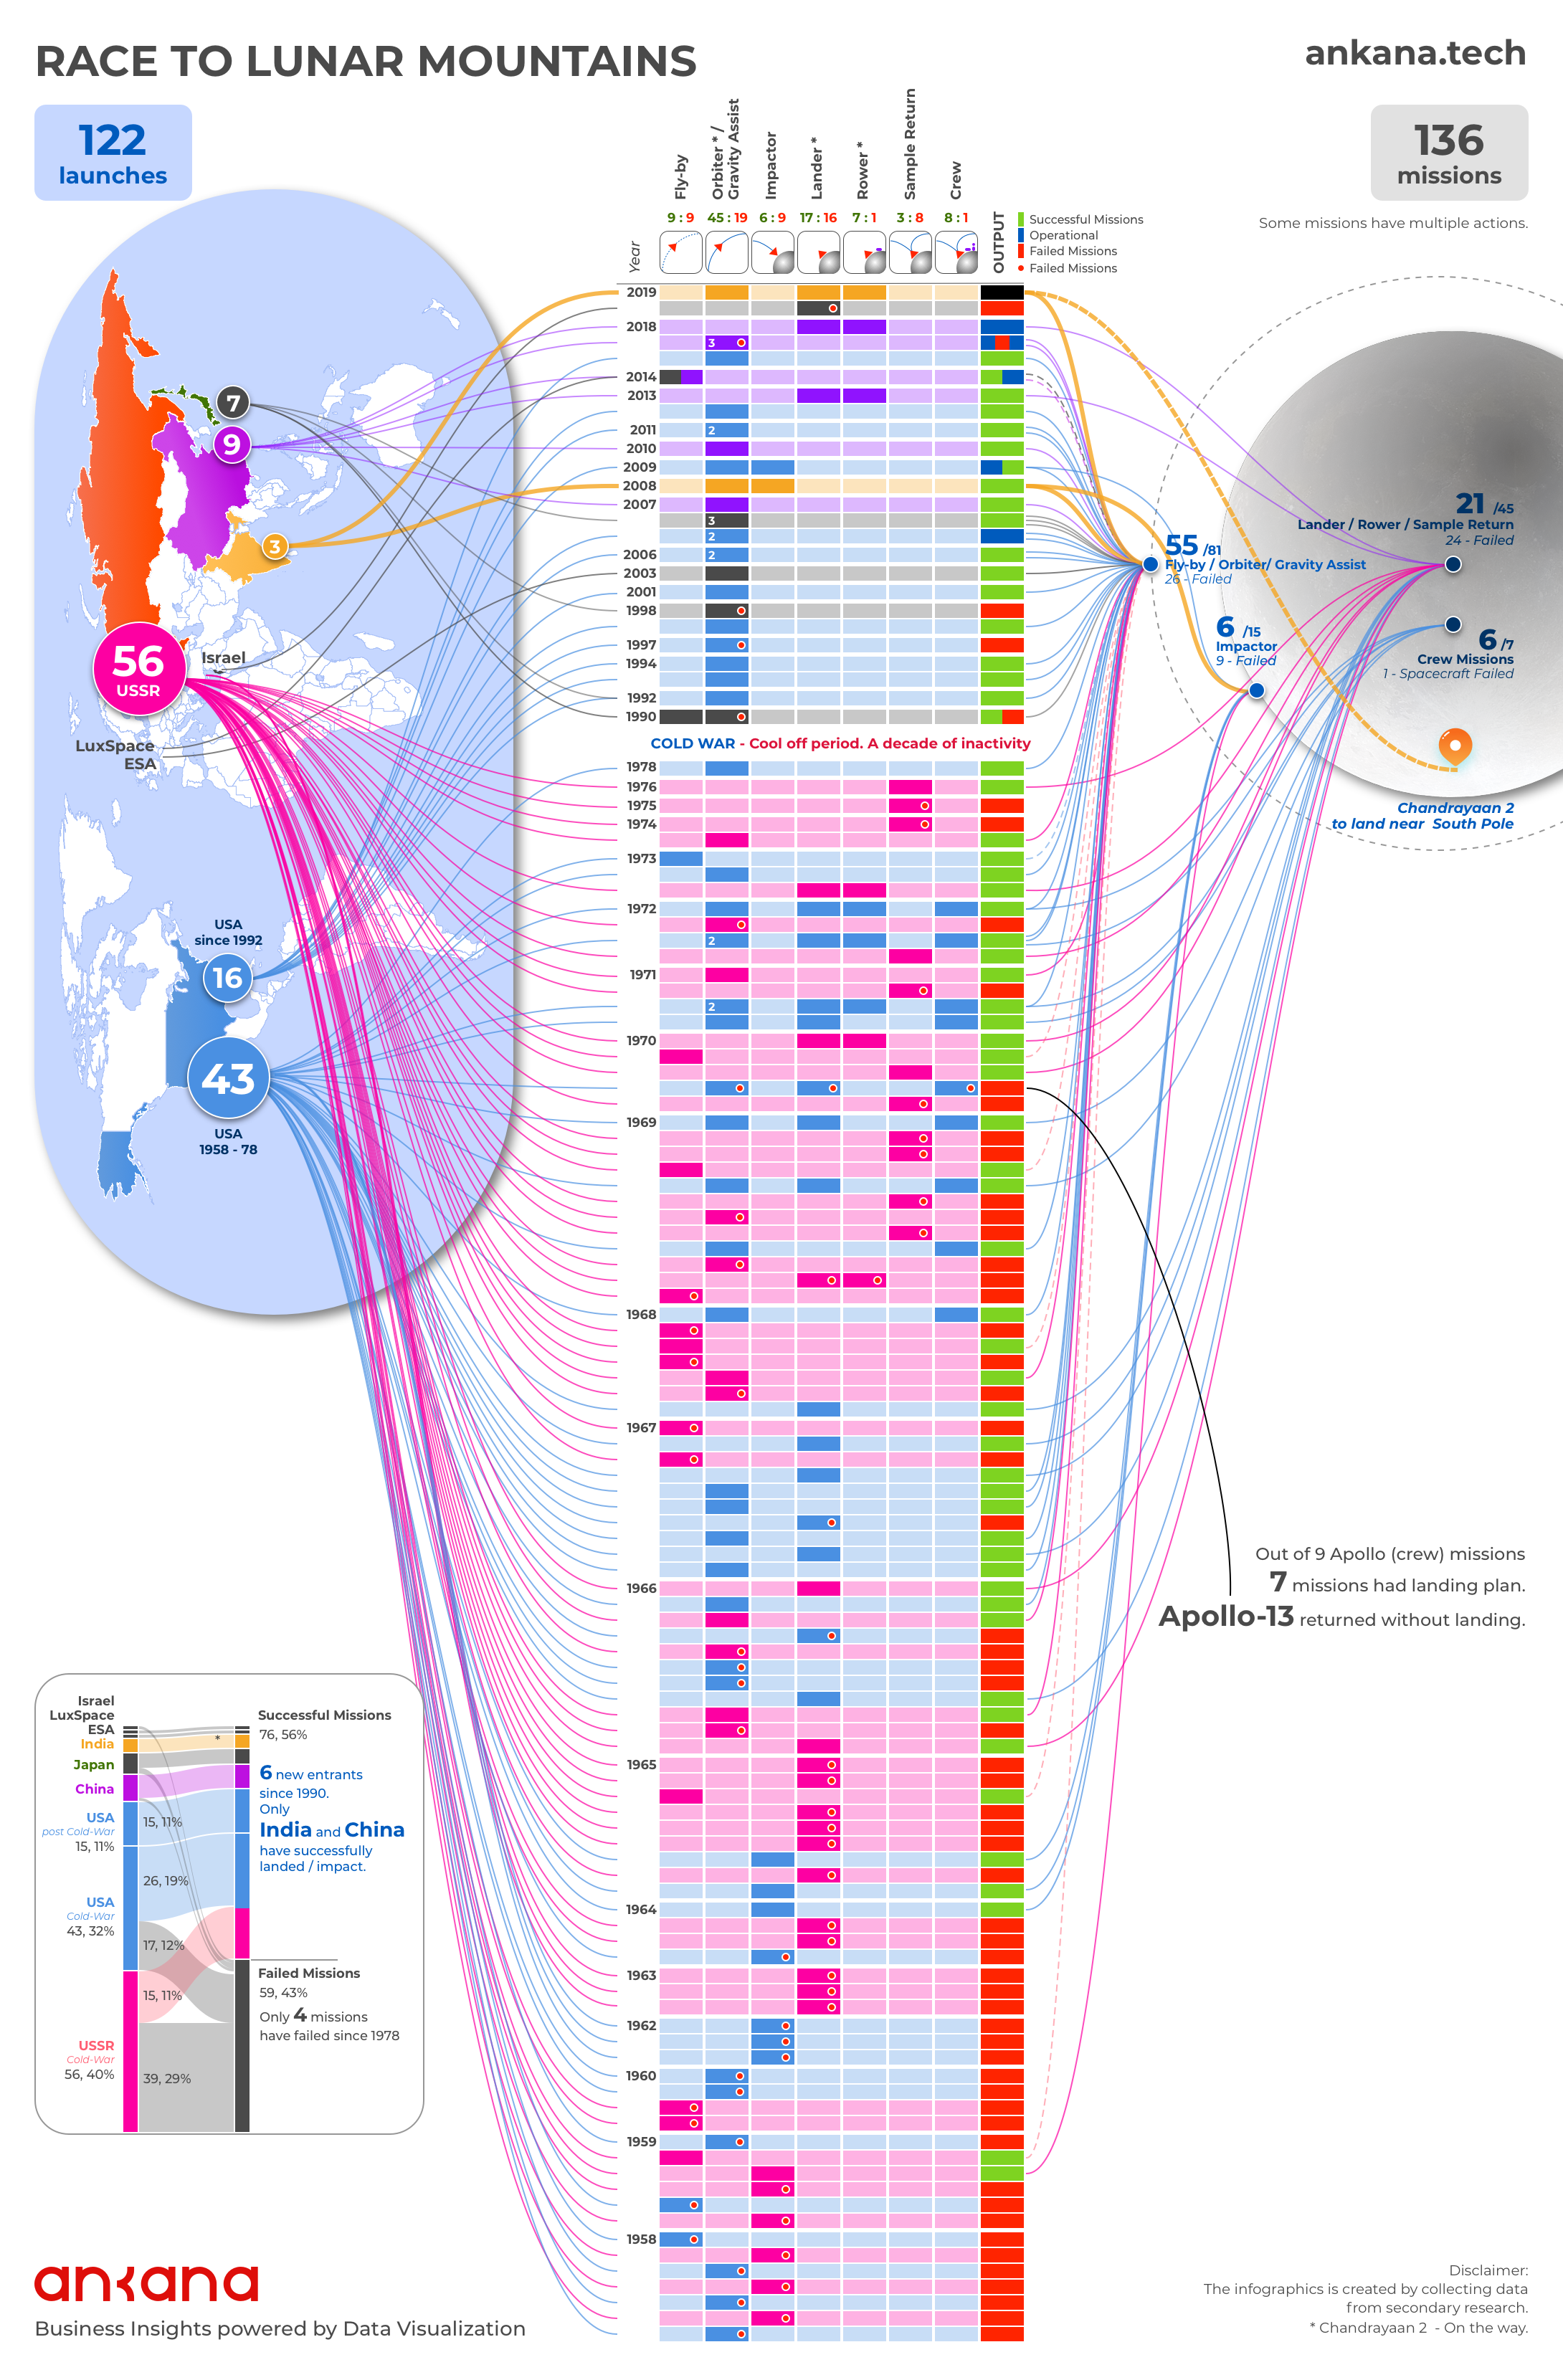 RACE TO LUNAR MOUNTAINS
ankana.tech
122
launches
136
missions
Some missions have multiple actions.
Year
Fly-by
Orbiter * /
Gravity Assist
Impactor
Lander *
Rower *
Sample Return
Crew
OUTPUT
9 : 9
45 : 19
6 : 9
17 : 16
7 : 1
3 : 8
8 : 1
Successful Missions
Operational
Failed Missions
Failed Missions
7
9
3
56
USSR
Israel
LuxSpace
ESA
USA
since 1992
16
43
USA
1958 - 78
2019
2018
3
2014
2013
2011
2
2010
2009
2008
2007
3
2
2006
2
2003
2001
1998
1997
1994
1992
1990
COLD WAR - Cool off period. A decade of inactivity
1978
1976
1975
1974
1973
1972
2
1971
2
1970
1969
1968
1967
1966
1965
1964
1963
1962
1960
1959
1958
21 /45
Lander / Rower / Sample Return
24 - Failed
55 /81
Fly-by / Orbiter/ Gravity Assist
26 - Failed
6 /15
Impactor
9 - Failed
6 /7
Crew Missions
1 - Spacecraft Failed
Chandrayaan 2
to land near South Pole
Out of 9 Apollo (crew) missions
7 missions had landing plan.
Apollo-13 returned without landing.
Israel
LuxSpace
ESA
India
Japan
China
USA
post Cold-War
15, 11%
USA
Cold-War
43, 32%
USSR
Cold-War
56, 40%
*
15, 11%
26, 19%
17, 12%
15, 11%
39, 29%
Successful Missions
76, 56%
6 new entrants
since 1990.
Only
India and China
have successfully
landed / impact.
Failed Missions
59, 43%
Only 4 missions
have failed since 1978
ankana
Business Insights powered by Data Visualization
Disclaimer:
The infographics is created by collecting data
from secondary research.
* Chandrayaan 2 - On the way.